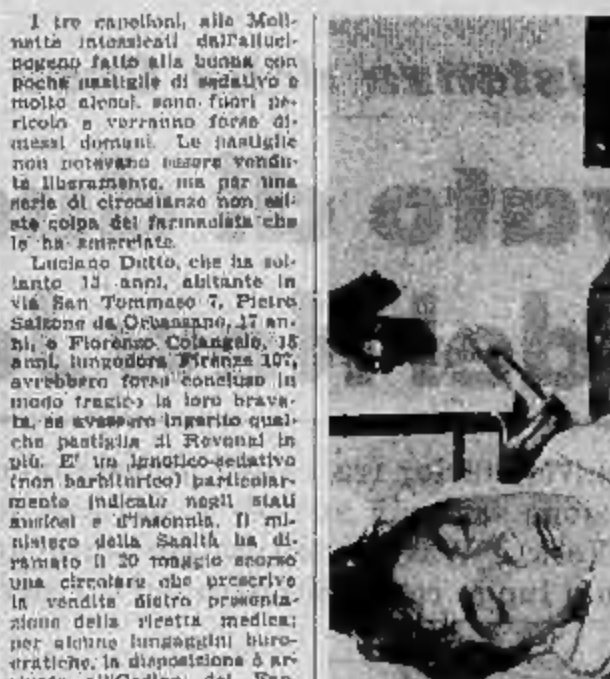 I tre capelloni, alle Moli-
nette intossicati dall'alluci-
nogeno fatto alla buona con
poche pastiglie di sedativo e
molto alcool, sono fuori pe-
ricolo e verranno forse di-
messi domani. Le pastiglie
non potevano essere vendu-
te liberamente, ma per una
serie di circostanze non esi-
ste colpa del farmacista che
le ha smerciate.
Luciano Dutto, che ha sol-
tanto 15 anni, abitante in
via San Tommaso 7, Pietro
da Orbassano, 17 an-
ni, e Fiorenzo Colangelo, 18
anni, lungodora Firenze 107,
avrebbero forse concluso in
modo tragico la loro brava-
ta, se avessero ingerito qual-
che pastiglia di Revonal in
più. E' un ipnotico-sedativo
(non barbiturico) particolar-
mente indicato negli stati
ansiosi e d'insonnia. Il mi-
nistero della Sanità ha di-
ramato il 20 maggio scorso
una circolare che prescrive
la vendita dietro presenta-
zione della ricetta medica;
per alcune lungaggini buro-
cratiche, la disposizione è ar-